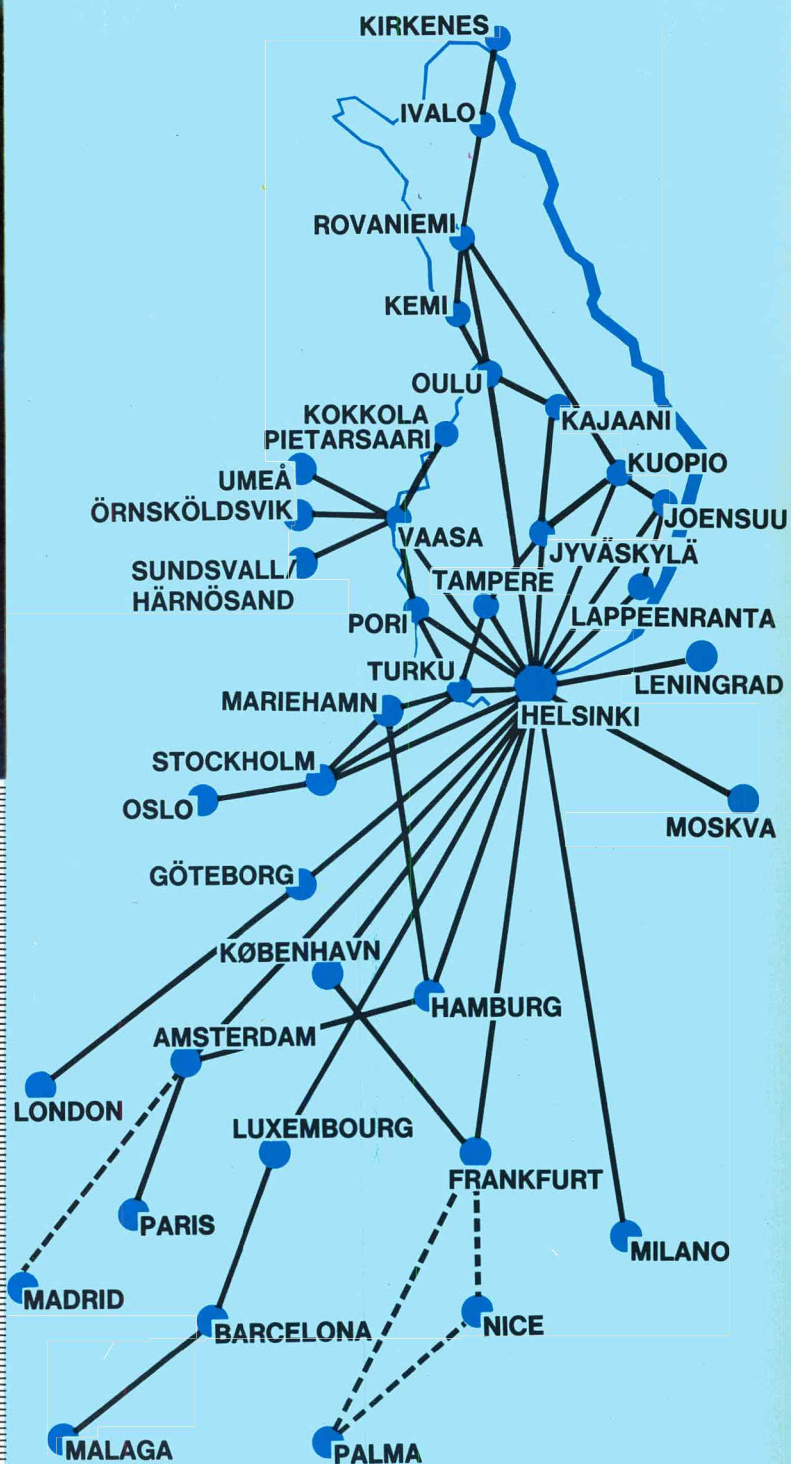 KIRKENES
IVALO
ROVANIEMI
KEMI
OULU
KOKKOLA
PIETARSAARI
KAJAANI
UMEÅ
KUOPIO
ÖRNSKÖLDSVIK
JOENSUU
VAASA
JYVÄSKYLÄ
SUNDSVALL/
HÄRNÖSAND
TAMPERE
LAPPEENRANTA
PORI
TURKU
LENINGRAD
MARIEHAMN
HELSINKI
STOCKHOLM
OSLO
MOSKVA
GÖTEBORG
KØBENHAVN
HAMBURG
AMSTERDAM
LONDON
LUXEMBOURG
FRANKFURT
PARIS
MILANO
MADRID
BARCELONA
NICE
MALAGA
PALMA